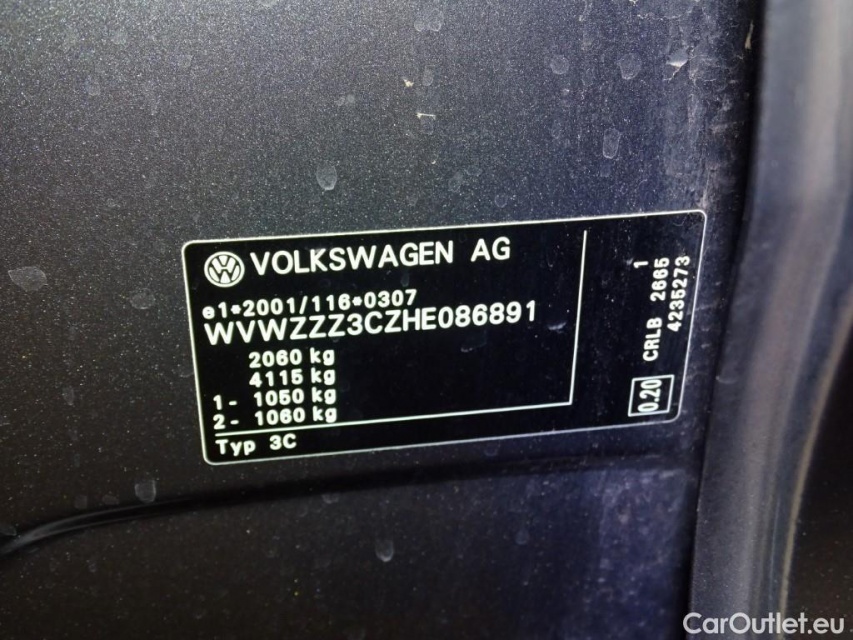 VOLKSWAGEN AG
e1*2001/116*0307
WVWZZZ3CZHE086891
2060 kg
4115 kg
1- 1050 kg
2- 1060 kg
Typ 3C
1
CRLB 2665
4235273
0.20
CarOutlet.eu